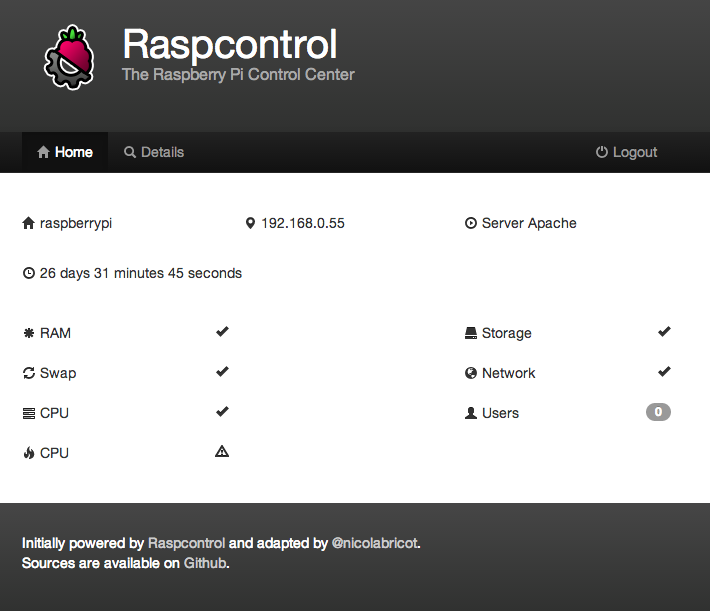 Raspcontrol
The Raspberry Pi Control Center
Home Details Logout
raspberrypi 192.168.0.55 Server Apache
26 days 31 minutes 45 seconds
RAM Storage
Swap Network
CPU Users 0
CPU
Initially powered by Raspcontrol and adapted by @nicolabricot.
Sources are available on Github.